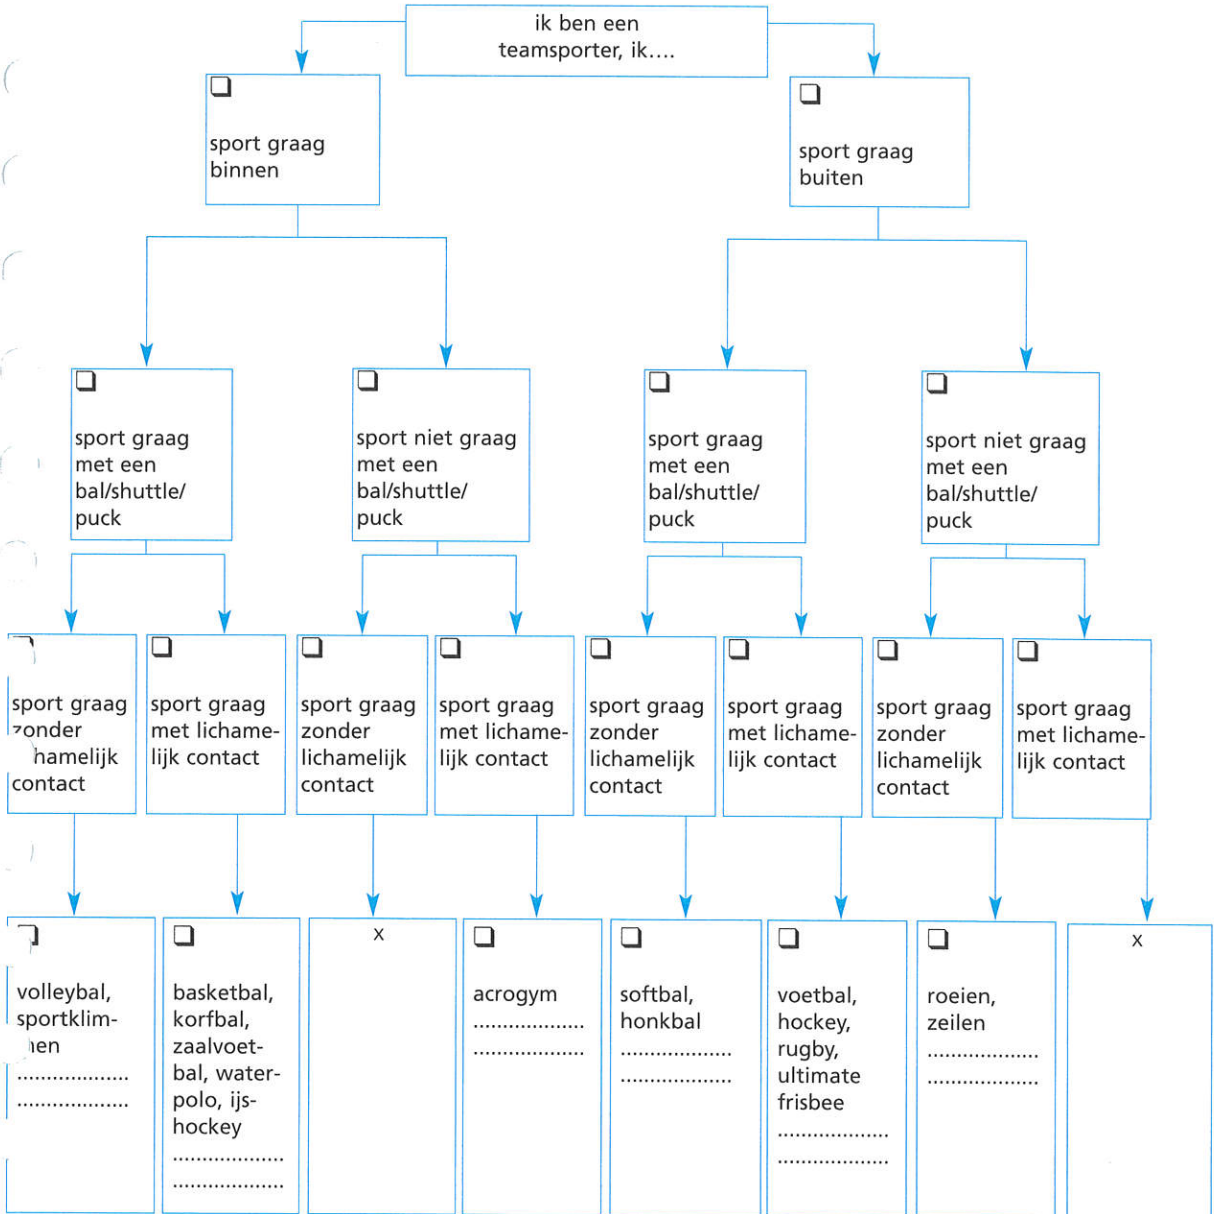 ik ben een
teamsporter, ik....
sport graag
binnen
sport graag
buiten
sport graag
met een
bal/shuttle/
puck
sport niet graag
met een
bal/shuttle/
puck
sport graag
met een
bal/shuttle/
puck
sport niet graag
met een
bal/shuttle/
puck
sport graag
zonder
hamelijk
contact
sport graag
met lichame-
lijk contact
sport graag
zonder
lichamelijk
contact
sport graag
met lichame-
lijk contact
sport graag
zonder
lichamelijk
contact
sport graag
met lichame-
lijk contact
sport graag
zonder
lichamelijk
contact
sport graag
met lichame-
lijk contact
volleybal,
sportklim-
en
...................
...................
basketbal,
korfbal,
zaalvoet-
bal, water-
polo, ijs-
hockey
...................
...................
x
acrogym
...................
...................
softbal,
honkbal
...................
...................
voetbal,
hockey,
rugby,
ultimate
frisbee
...................
...................
roeien,
zeilen
...................
...................
x